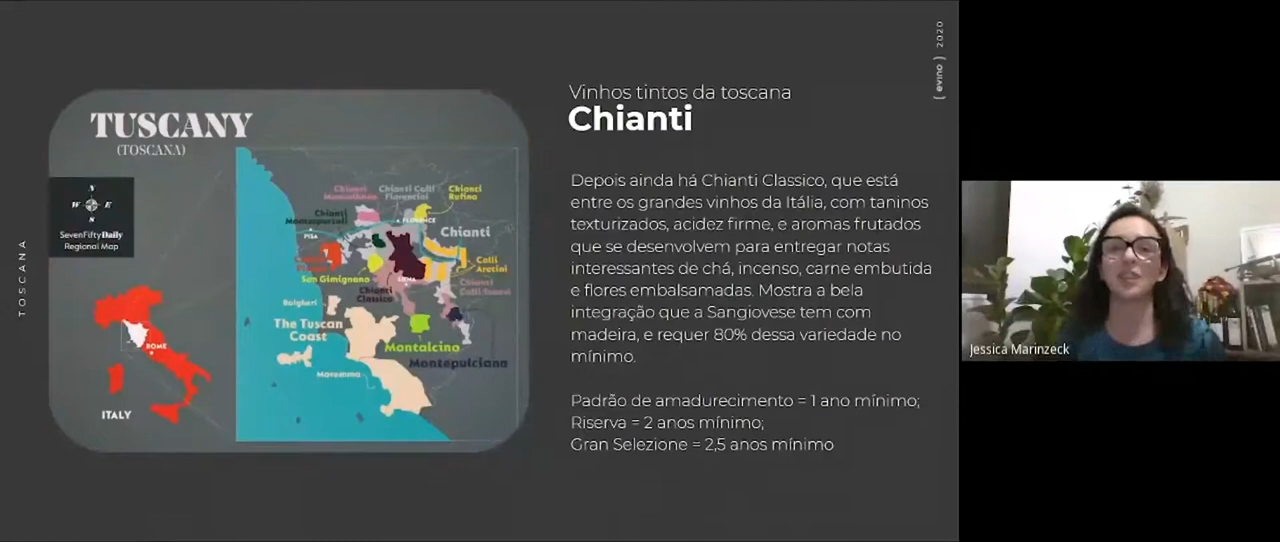 ( evino ) 2020
TOSCANA
TUSCANY
(TOSCANA)
N
W E
S
SevenFiftyDaily
Regional Map
ROME
ITALY
Chianti
Chianti Colli
Fiorentini
Chianti
Rufina
Chianti
Montespertoli
FLORENCE
PISA
Chianti
Colli
Aretini
San Gimignano
SIENA
Chianti
Colli Senesi
Chianti
Classico
Bolgheri
The Tuscan
Coast
Montalcino
Montepulciano
Maremma
Vinhos tintos da toscana
Chianti
Depois ainda há Chianti Classico, que está
entre os grandes vinhos da Itália, com taninos
texturizados, acidez firme, e aromas frutados
que se desenvolvem para entregar notas
interessantes de chá, incenso, carne embutida
e flores embalsamadas. Mostra a bela
integração que a Sangiovese tem com
madeira, e requer 80% dessa variedade no
mínimo.
Padrão de amadurecimento = 1 ano mínimo;
Riserva = 2 anos mínimo;
Gran Selezione = 2,5 anos mínimo
Jessica Marinzeck